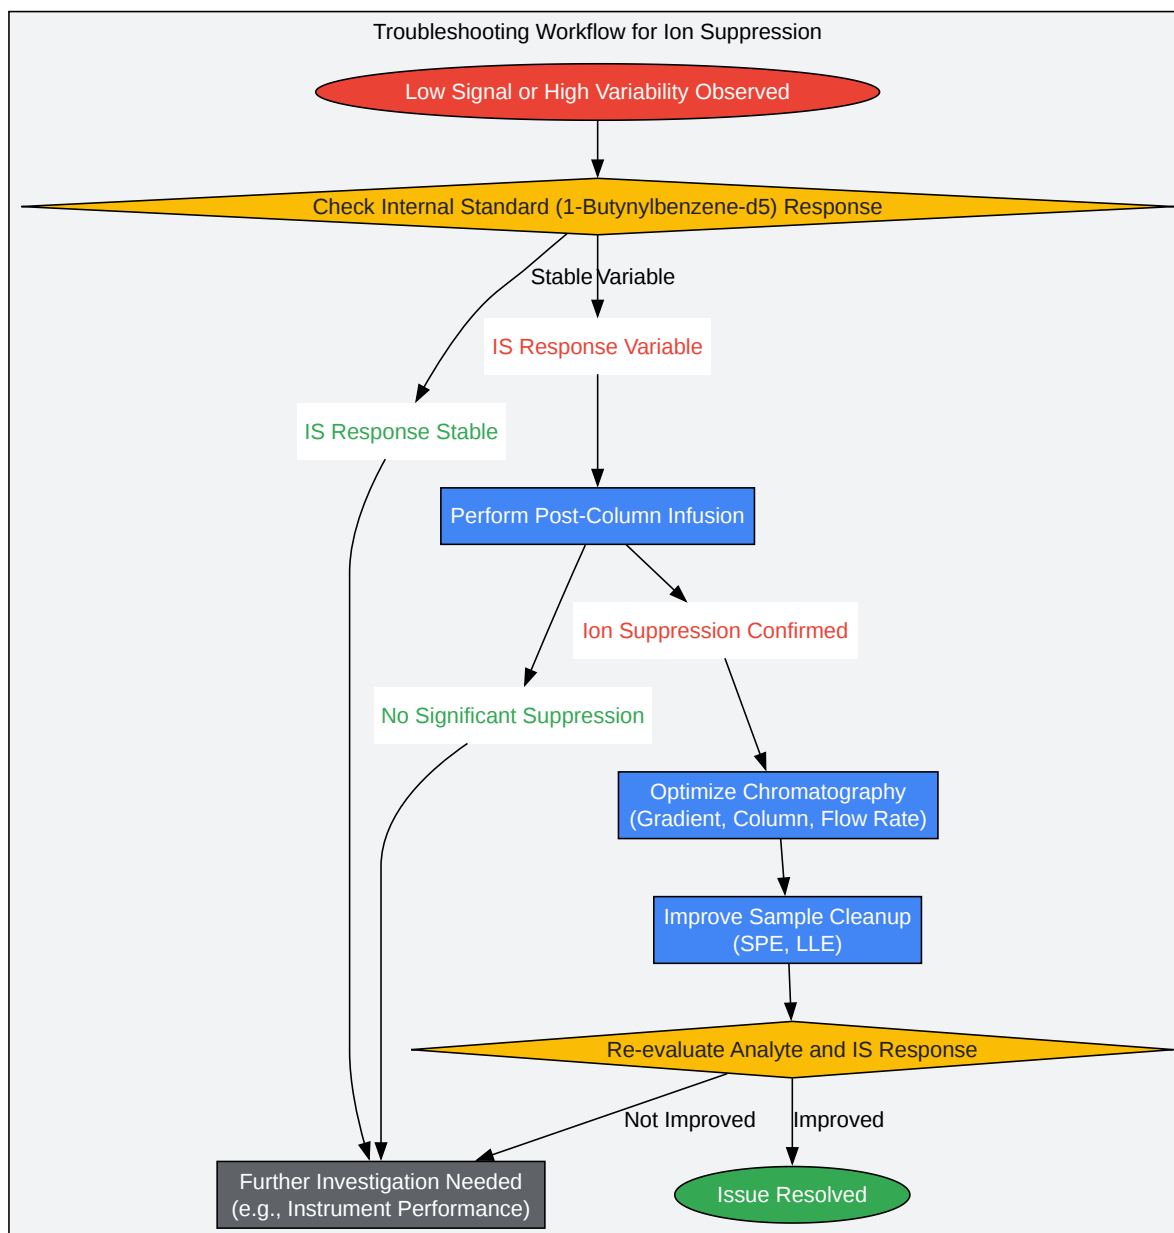 Troubleshooting Workflow for Ion Suppression
Low Signal or High Variability Observed
Check Internal Standard (1-Butynylbenzene-d5) Response
Stable
Variable
IS Response Variable
IS Response Stable
Perform Post-Column Infusion
Ion Suppression Confirmed
No Significant Suppression
Optimize Chromatography
(Gradient, Column, Flow Rate)
Improve Sample Cleanup
(SPE, LLE)
Re-evaluate Analyte and IS Response
Not Improved
Improved
Further Investigation Needed
(e.g., Instrument Performance)
Issue Resolved